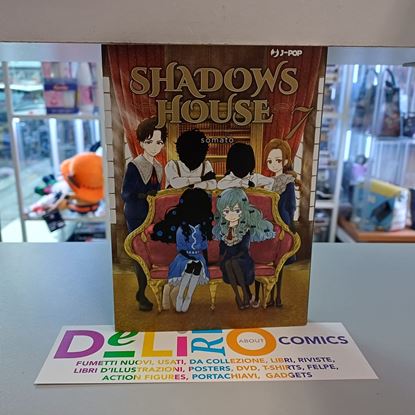 J-POP
SHADOWS
HOUSE 7
somato
DeLiRiO ABOUT COMICS
FUMETTI NUOVI, USATI, DA COLLEZIONE, LIBRI, RIVISTE,
LIBRI D'ILLUSTRAZIONI, POSTERS, DVD, T-SHIRTS, FELPE,
ACTION FIGURES, PORTACHIAVI, GADGETS